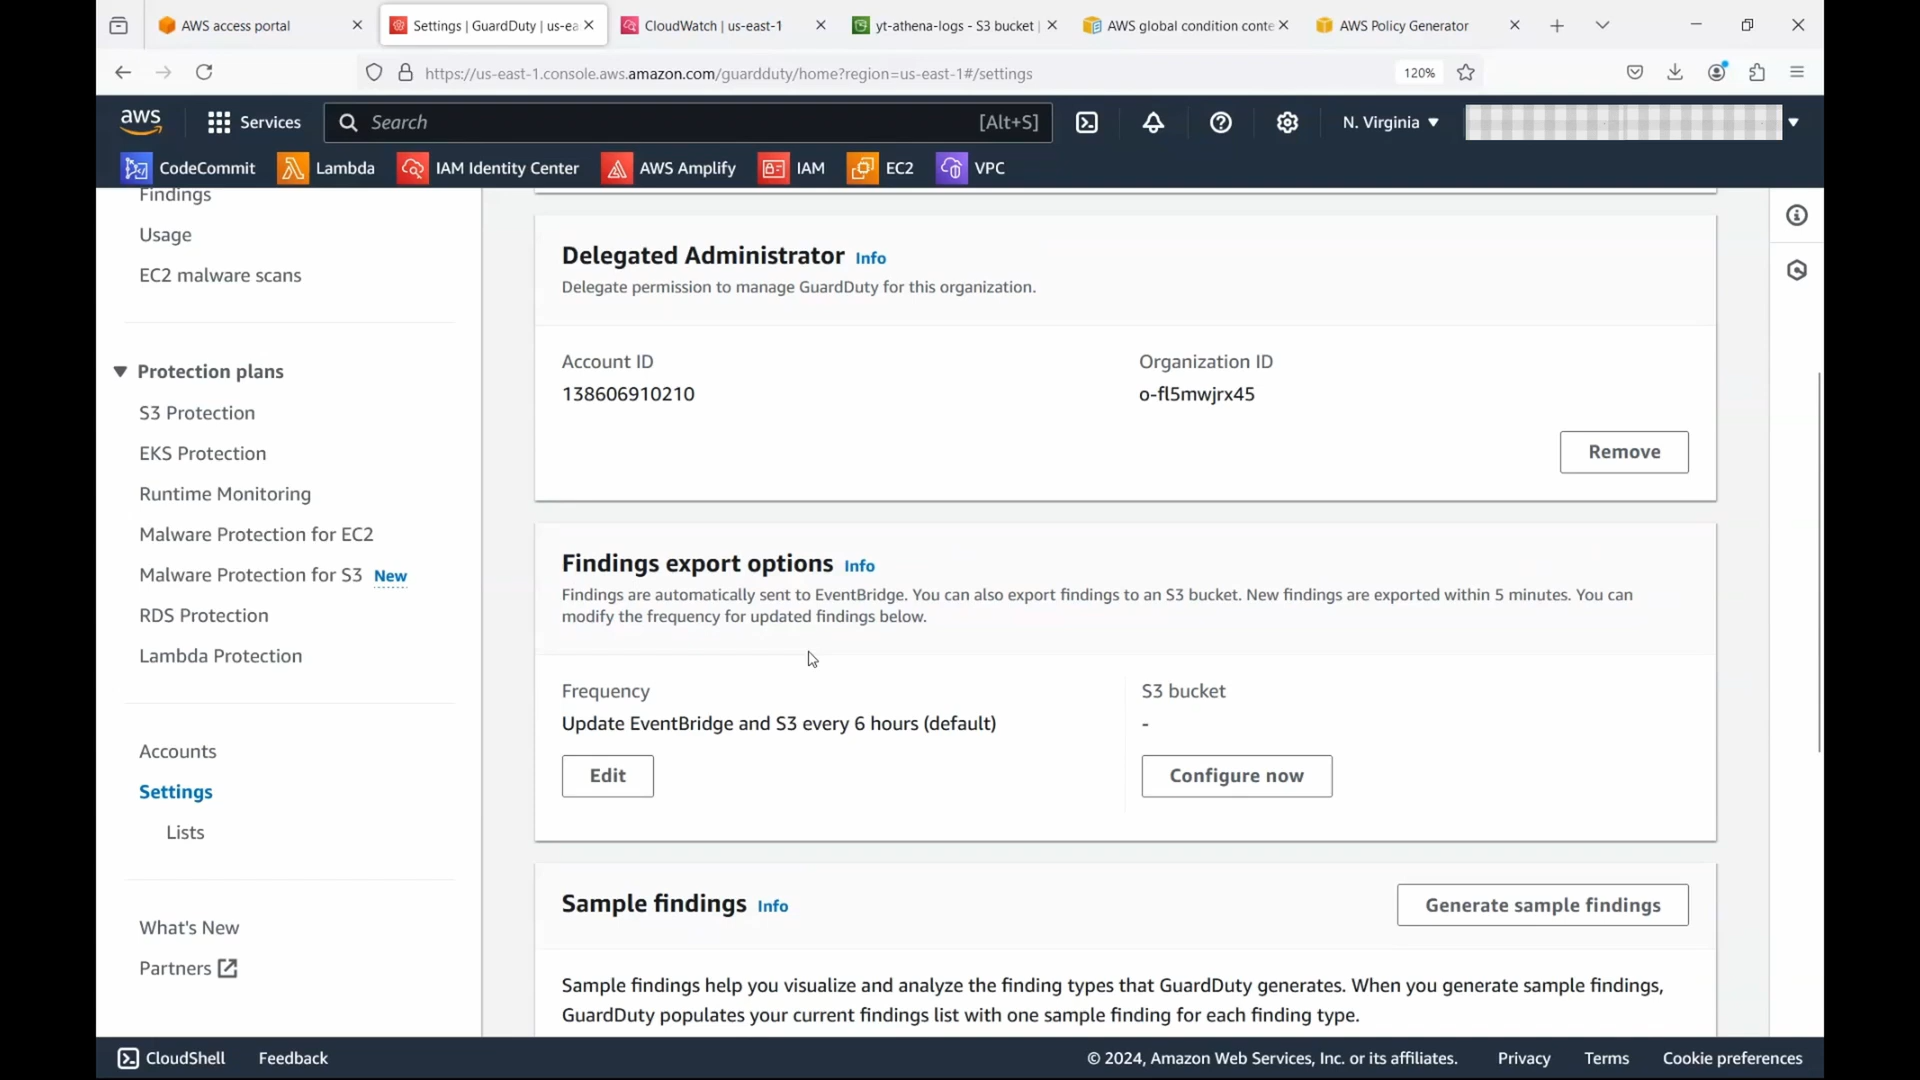 AWS access portal
Settings | GuardDuty | us-ea
CloudWatch | us-east-1
yt-athena-logs - S3 bucket |
AWS global condition conte
AWS Policy Generator
https://us-east-1.console.aws.amazon.com/guardduty/home?region=us-east-1#/settings
120%
aws
Services
Search
[Alt+S]
N. Virginia
CodeCommit
Lambda
IAM Identity Center
AWS Amplify
IAM
EC2
VPC
Findings
Usage
EC2 malware scans
Protection plans
S3 Protection
EKS Protection
Runtime Monitoring
Malware Protection for EC2
Malware Protection for S3 New
RDS Protection
Lambda Protection
Accounts
Settings
Lists
What's New
Partners
Delegated Administrator Info
Delegate permission to manage GuardDuty for this organization.
Account ID
138606910210
Organization ID
o-fl5mwjrx45
Remove
Findings export options Info
Findings are automatically sent to EventBridge. You can also export findings to an S3 bucket. New findings are exported within 5 minutes. You can
modify the frequency for updated findings below.
Frequency
Update EventBridge and S3 every 6 hours (default)
Edit
S3 bucket
-
Configure now
Sample findings Info
Generate sample findings
Sample findings help you visualize and analyze the finding types that GuardDuty generates. When you generate sample findings,
GuardDuty populates your current findings list with one sample finding for each finding type.
CloudShell
Feedback
© 2024, Amazon Web Services, Inc. or its affiliates.
Privacy
Terms
Cookie preferences